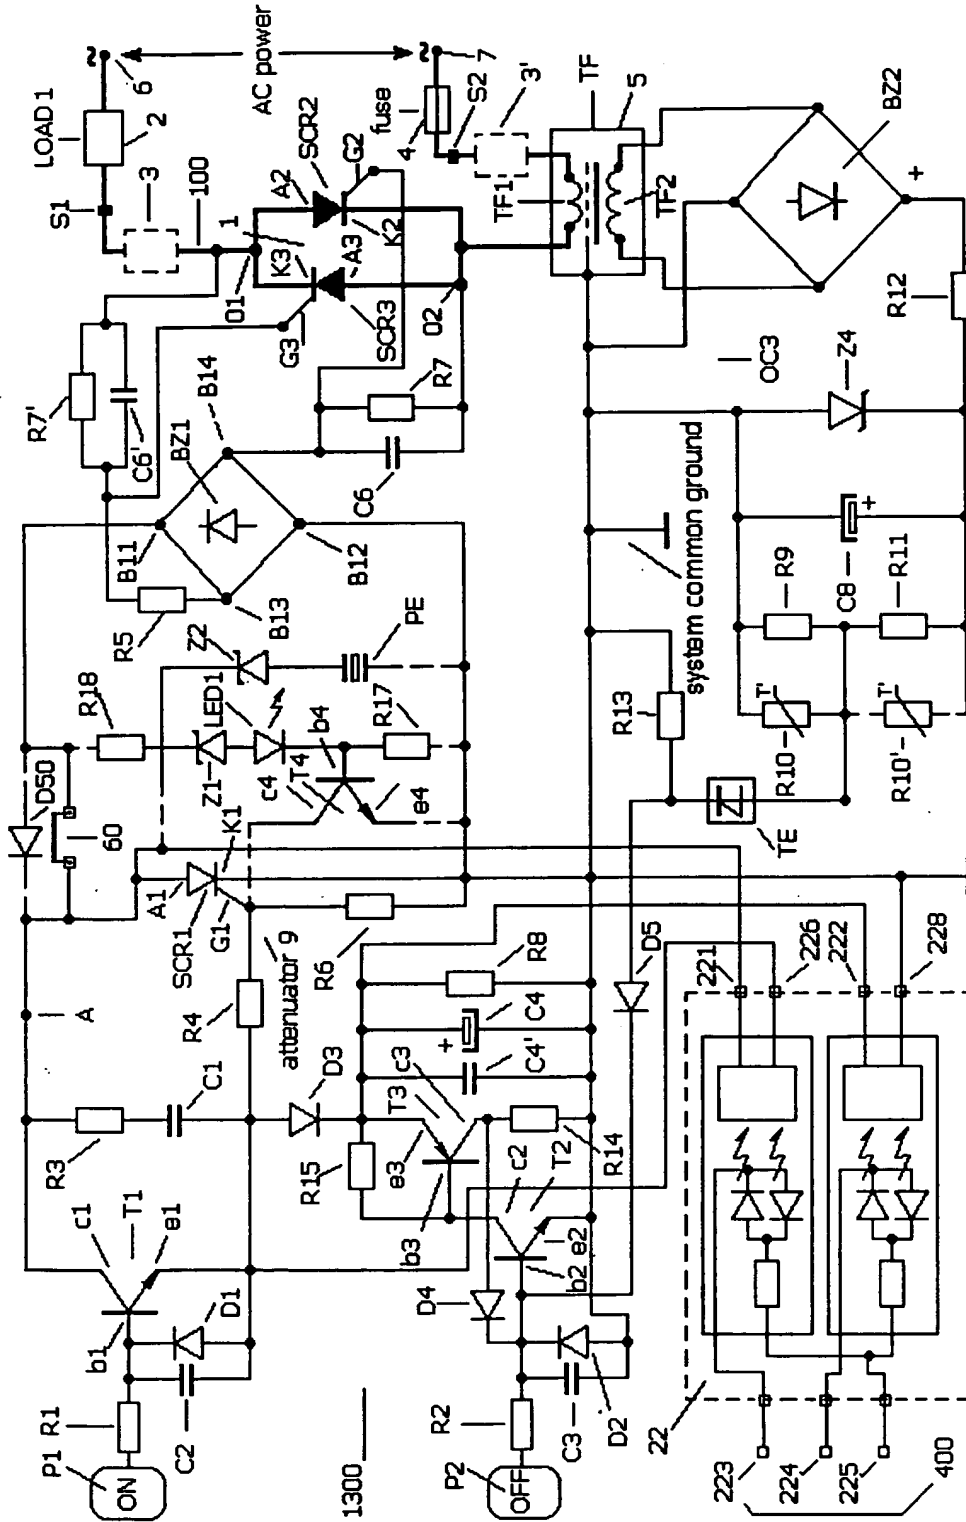 LOAD1
S1
2
6
3
100
AC power
fuse
4
7
S2
3'
TF
5
TF1
TF2
BZ2
+
R12
O1
1
A2
SCR2
G2
K2
K3
A3
G3
SCR3
O2
R7'
C6'
R7
C6
B14
BZ1
B11
B12
B13
R5
OC3
Z4
system common ground
C8
+
R9
R11
T'
T'
R10
R10'
R13
TE
Z2
PE
R18
LED1
Z1
b4
R17
T4
c4
e4
D50
60
K1
A1
SCR1
G1
attenuator 9
R6
R4
A
R8
C4
+
C4'
D5
221
226
222
228
R3
C1
D3
T3
c3
e3
R15
b3
c2
T2
R14
e2
b2
D4
c1
T1
e1
b1
D1
R1
C2
P1
ON
1300
P2
OFF
R2
C3
D2
22
223
224
225
400